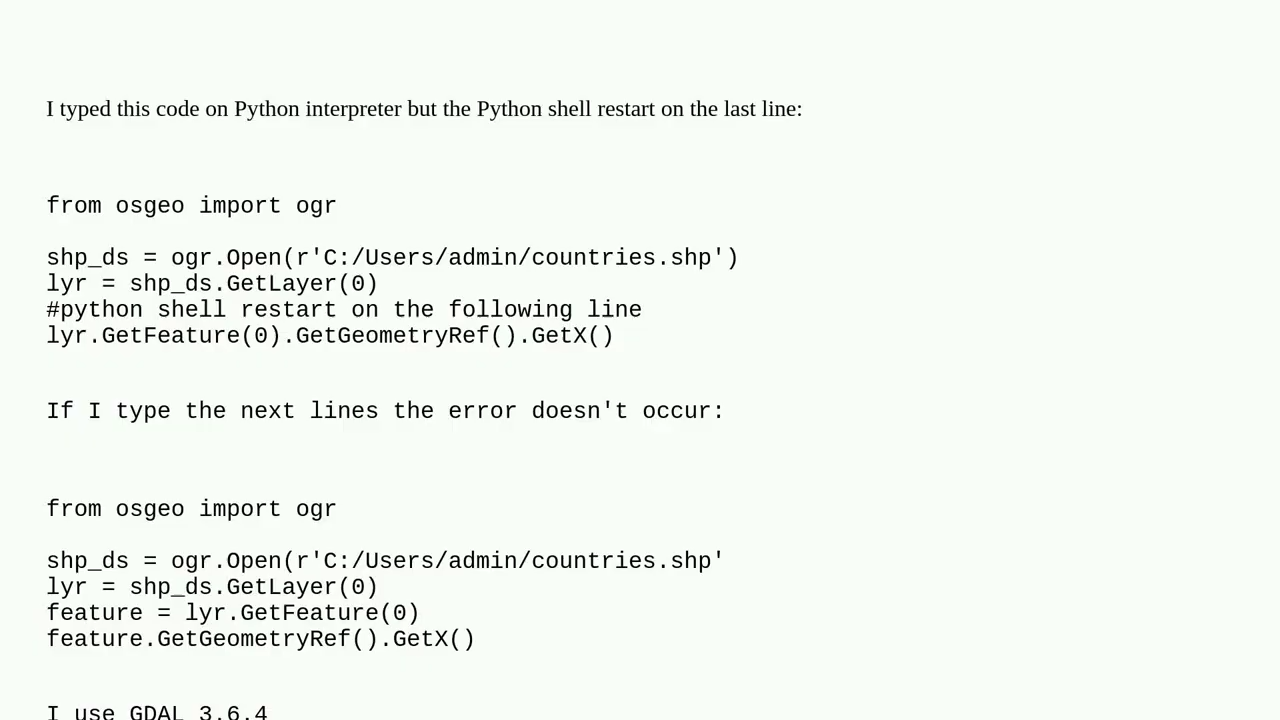 I typed this code on Python interpreter but the Python shell restart on the last line:
from osgeo import ogr
shp_ds = ogr.Open(r'C:/Users/admin/countries.shp')
lyr = shp_ds.GetLayer(0)
#python shell restart on the following line
lyr.GetFeature(0).GetGeometryRef().GetX()
If I type the next lines the error doesn't occur:
from osgeo import ogr
shp_ds = ogr.Open(r'C:/Users/admin/countries.shp'
lyr = shp_ds.GetLayer(0)
feature = lyr.GetFeature(0)
feature.GetGeometryRef().GetX()
I use GDAL 3.6.4